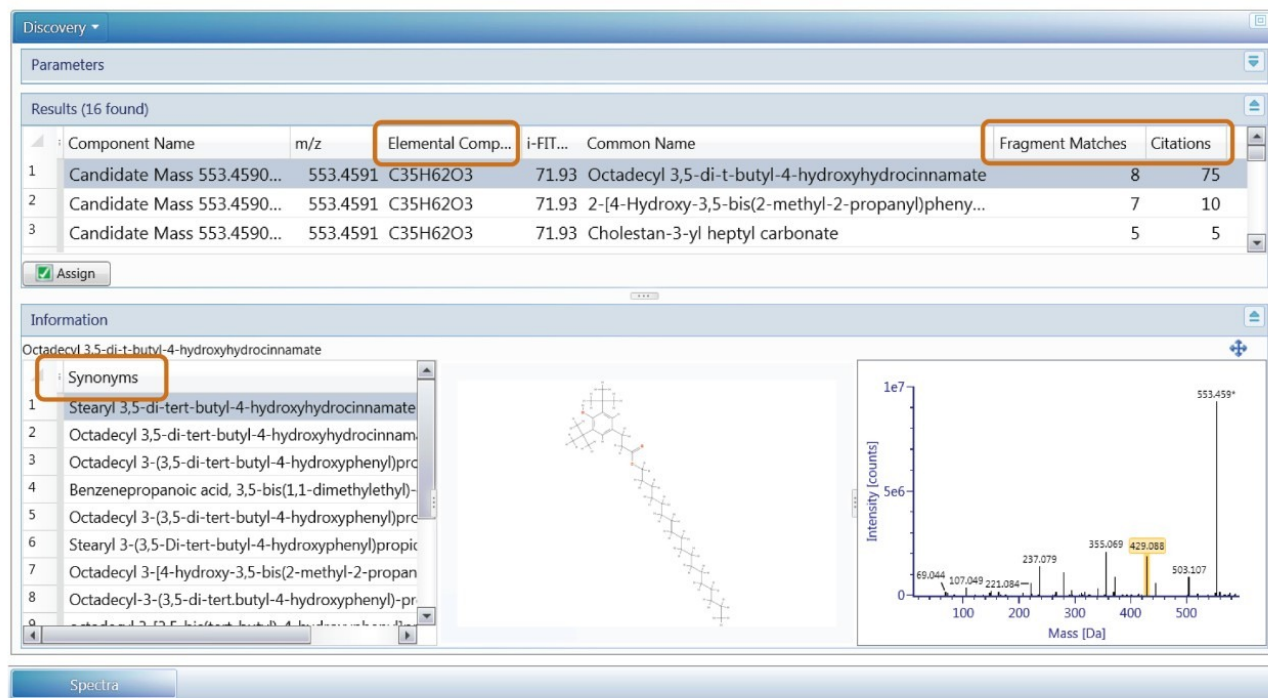 Discovery
Parameters
Results (16 found)
Component Name m/z Elemental Comp... i-FIT... Common Name Fragment Matches Citations
1 Candidate Mass 553.4590... 553.4591 C35H62O3 71.93 Octadecyl 3,5-di-t-butyl-4-hydroxyhydrocinnamate 8 75
2 Candidate Mass 553.4590... 553.4591 C35H62O3 71.93 2-[4-Hydroxy-3,5-bis(2-methyl-2-propanyl)pheny... 7 10
3 Candidate Mass 553.4590... 553.4591 C35H62O3 71.93 Cholestan-3-yl heptyl carbonate 5 5
Assign
Information
Octadecyl 3,5-di-t-butyl-4-hydroxyhydrocinnamate
Synonyms
1 Stearyl 3,5-di-tert-butyl-4-hydroxyhydrocinnamate
2 Octadecyl 3,5-di-tert-butyl-4-hydroxyhydrocinnam
3 Octadecyl 3-(3,5-di-tert-butyl-4-hydroxyphenyl)pro
4 Benzenepropanoic acid, 3,5-bis(1,1-dimethylethyl)-
5 Octadecyl 3-(3,5-di-tert-butyl-4-hydroxyphenyl)pro
6 Stearyl 3-(3,5-Di-tert-butyl-4-hydroxyphenyl)propic
7 Octadecyl 3-[4-hydroxy-3,5-bis(2-methyl-2-propan
8 Octadecyl-3-(3,5-di-tert.butyl-4-hydroxyphenyl)-pr
9
1e7
553.459*
Intensity [counts]
5e6
355.069 429.088
237.079
503.107
69.044 107.049 221.084
0
100 200 300 400 500
Mass [Da]
Spectra